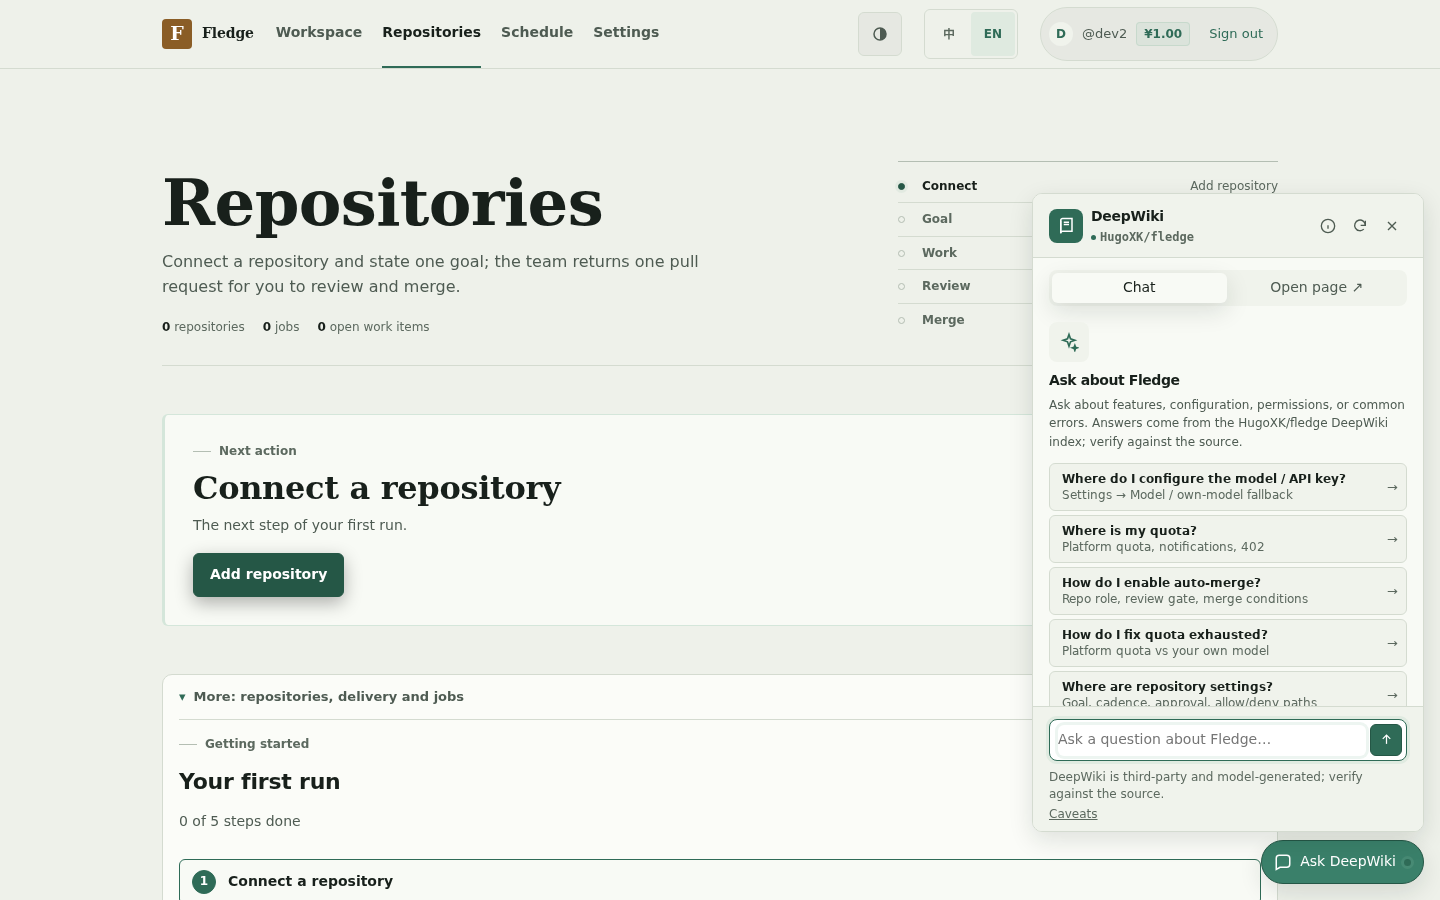 F Fledge Workspace Repositories Schedule Settings 中 EN D @dev2 ¥1.00 Sign out
Repositories
Connect a repository and state one goal; the team returns one pull
request for you to review and merge.
0 repositories 0 jobs 0 open work items
Connect Add repository
Goal
Work
Review
Merge
Next action
Connect a repository
The next step of your first run.
Add repository
▾ More: repositories, delivery and jobs
Getting started
Your first run
0 of 5 steps done
1 Connect a repository
DeepWiki
HugoXK/fledge
Chat Open page ↗
Ask about Fledge
Ask about features, configuration, permissions, or common
errors. Answers come from the HugoXK/fledge DeepWiki
index; verify against the source.
Where do I configure the model / API key?
Settings → Model / own-model fallback →
Where is my quota?
Platform quota, notifications, 402 →
How do I enable auto-merge?
Repo role, review gate, merge conditions →
How do I fix quota exhausted?
Platform quota vs your own model →
Where are repository settings?
Goal, cadence, approval, allow/deny paths →
Ask a question about Fledge…
DeepWiki is third-party and model-generated; verify
against the source.
Caveats
Ask DeepWiki